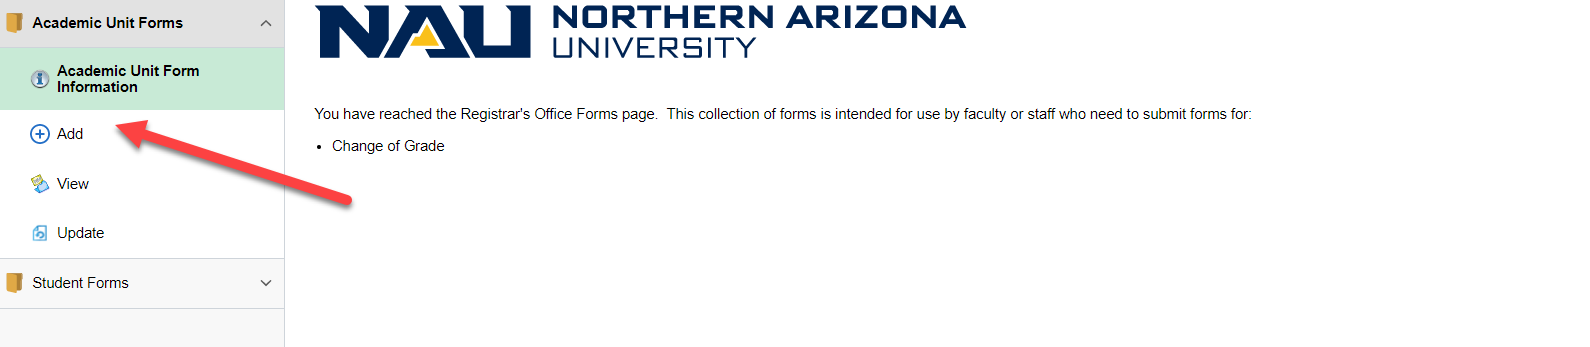 Academic Unit Forms
Academic Unit Form
Information
Add
View
Update
Student Forms
NAU NORTHERN ARIZONA
UNIVERSITY
You have reached the Registrar's Office Forms page.  This collection of forms is intended for use by faculty or staff who need to submit forms for:
• Change of Grade